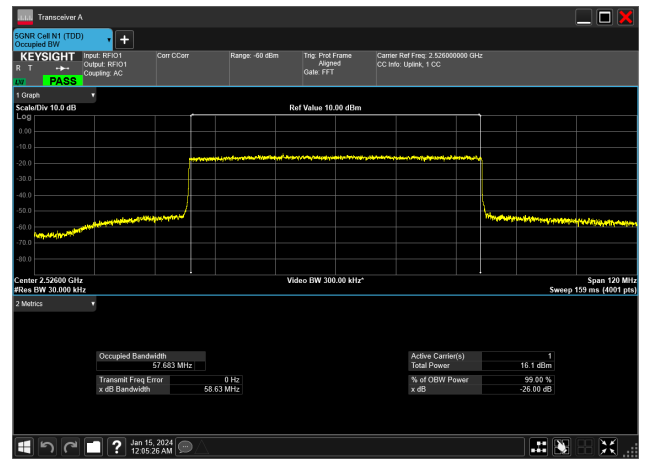 Transceiver A
5GNR Cell N1 (TDD)
Occupied BW
KEYSIGHT
R T
LW PASS
Input: RFIO1
Output: RFIO1
Coupling: AC
Corr CCorr
Range: -60 dBm
Trig: Prot Frame
Aligned
Gate: FFT
Carrier Ref Freq: 2.526000000 GHz
CC Info: Uplink, 1 CC
1 Graph
Scale/Div 10.0 dB
Ref Value 10.00 dBm
Log
0.00
-10.0
-20.0
-30.0
-40.0
-50.0
-60.0
-70.0
-80.0
Center 2.52600 GHz
Video BW 300.00 kHz*
Span 120 MHz
#Res BW 30.000 kHz
Sweep 159 ms (4001 pts)
2 Metrics
Occupied Bandwidth
57.683 MHz
Transmit Freq Error 0 Hz
x dB Bandwidth 58.63 MHz
Active Carrier(s) 1
Total Power 16.1 dBm
% of OBW Power 99.00 %
x dB -26.00 dB
?
Jan 15, 2024
12:05:26 AM